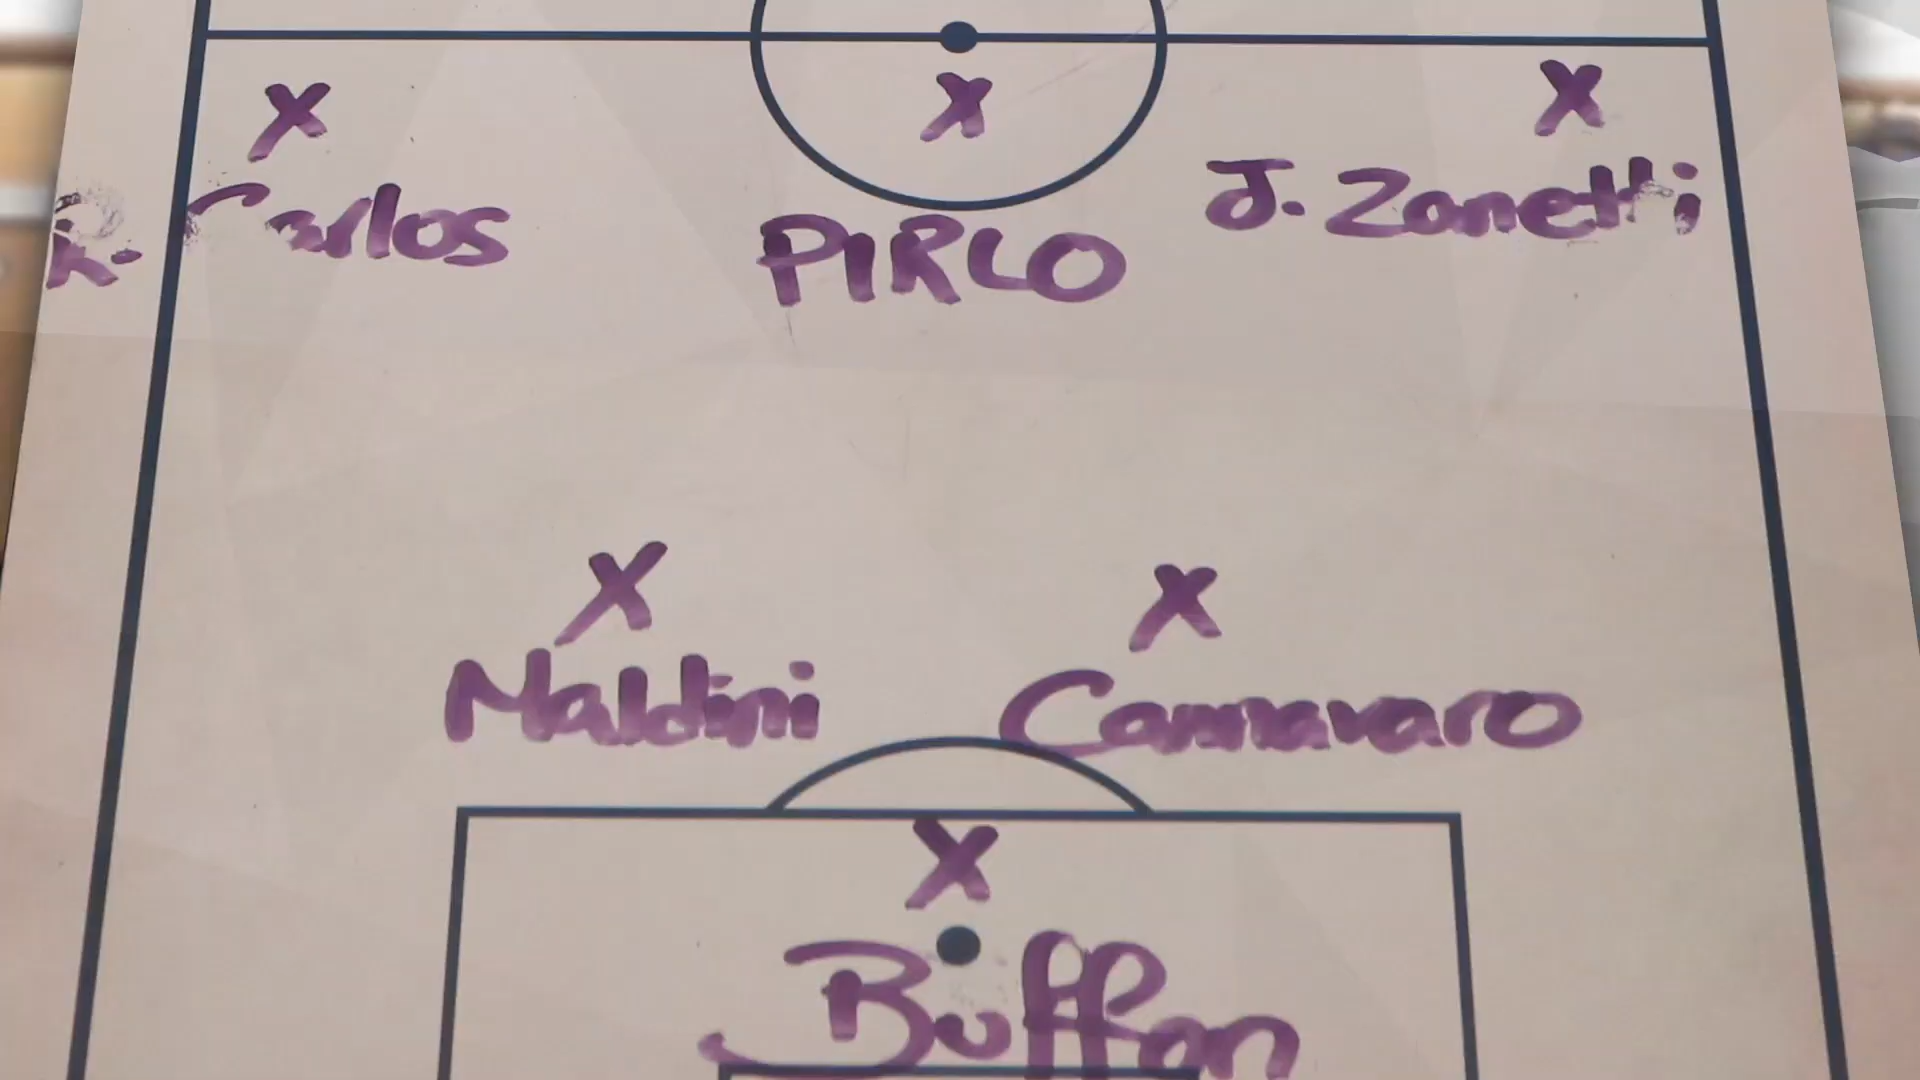 X X X
R. Carlos PIRLO J. Zanetti
X X
Maldini Cannavaro
X
Buffon